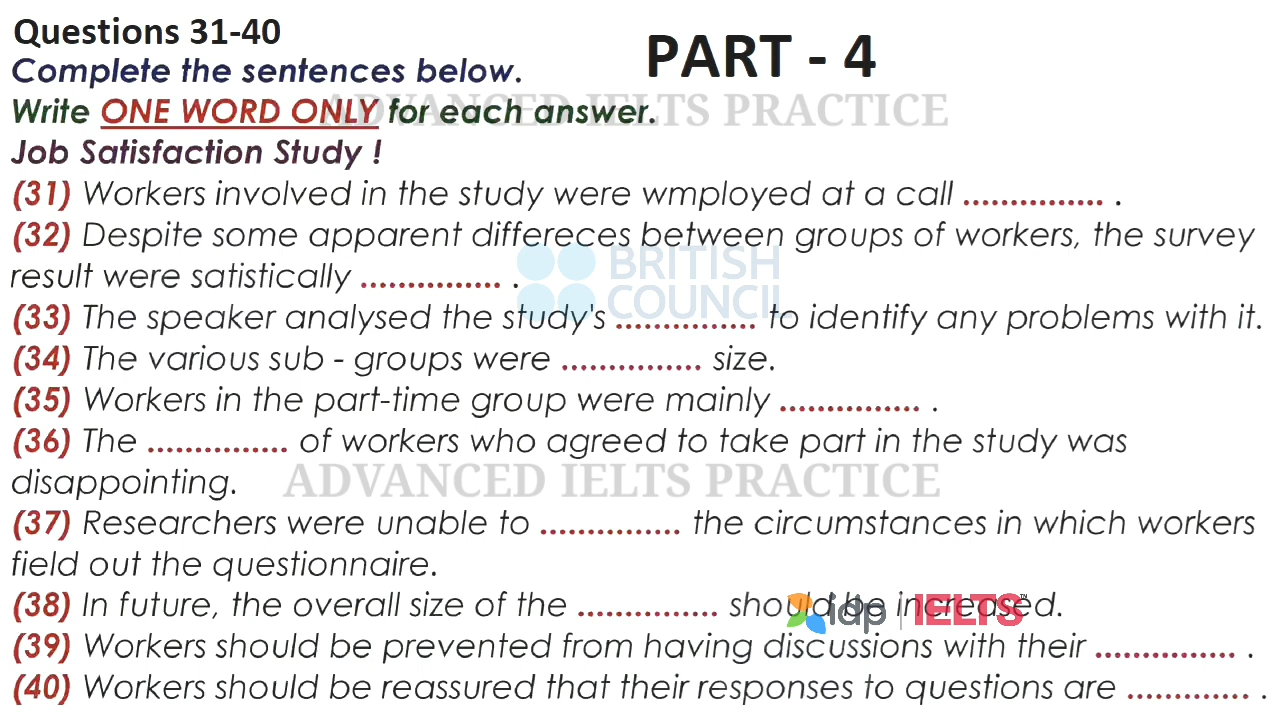 Questions 31-40
PART - 4
Complete the sentences below.
Write ONE WORD ONLY for each answer.
ADVANCED IELTS PRACTICE
Job Satisfaction Study !
(31) Workers involved in the study were wmployed at a call ............... .
(32) Despite some apparent differeces between groups of workers, the survey
result were satistically ............... .
BRITISH
COUNCIL
(33) The speaker analysed the study's ............... to identify any problems with it.
(34) The various sub - groups were ............... size.
(35) Workers in the part-time group were mainly ............... .
(36) The ............... of workers who agreed to take part in the study was
disappointing.
ADVANCED IELTS PRACTICE
(37) Researchers were unable to ............... the circumstances in which workers
field out the questionnaire.
(38) In future, the overall size of the ............... should be increased.
idp | IELTS™
(39) Workers should be prevented from having discussions with their ............... .
(40) Workers should be reassured that their responses to questions are ............. .